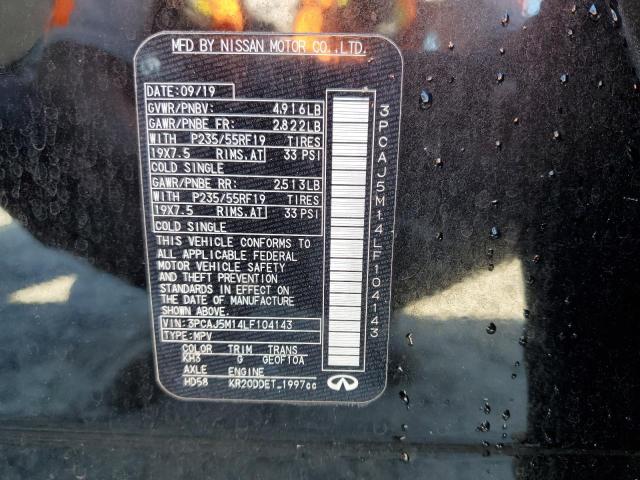 MFD BY NISSAN MOTOR CO.,LTD.
DATE: 09/19
GVWR/PNBV: 4,916LB
GAWR/PNBE FR: 2,822LB
WITH P235/55RF19 TIRES
19X7.5 RIMS.AT 33 PSI
COLD SINGLE
GAWR/PNBE RR: 2,513LB
WITH P235/55RF19 TIRES
19X7.5 RIMS.AT 33 PSI
COLD SINGLE
THIS VEHICLE CONFORMS TO
ALL APPLICABLE FEDERAL
MOTOR VEHICLE SAFETY
AND THEFT PREVENTION
STANDARDS IN EFFECT ON
THE DATE OF MANUFACTURE
SHOWN ABOVE.
VIN: 3PCAJ5M14LF104143
TYPE: MPV
COLOR TRIM TRANS
KH3 G GE0F10A
AXLE ENGINE
HD58 KR20DDET 1997cc
3PCAJ5M14LF104143